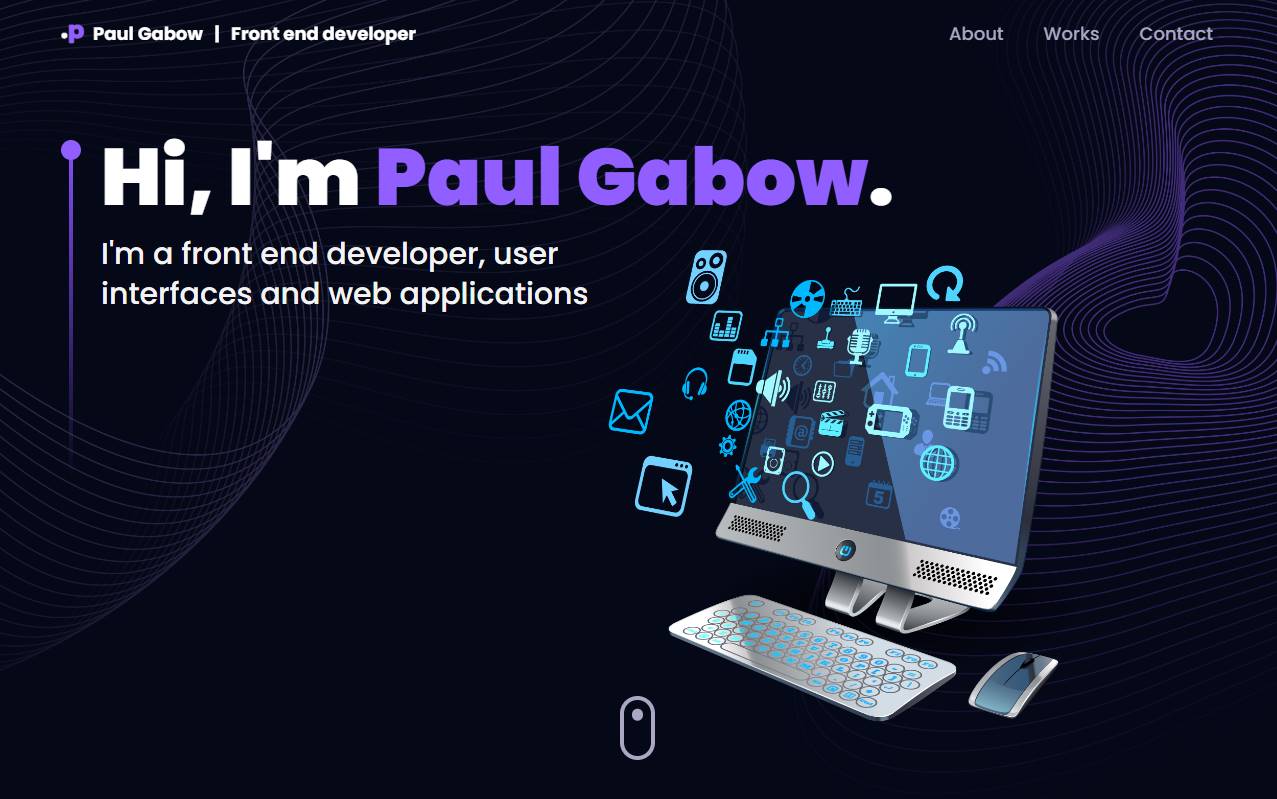 .p Paul Gabow | Front end developer
About Works Contact
Hi, I'm Paul Gabow.
I'm a front end developer, user
interfaces and web applications
5